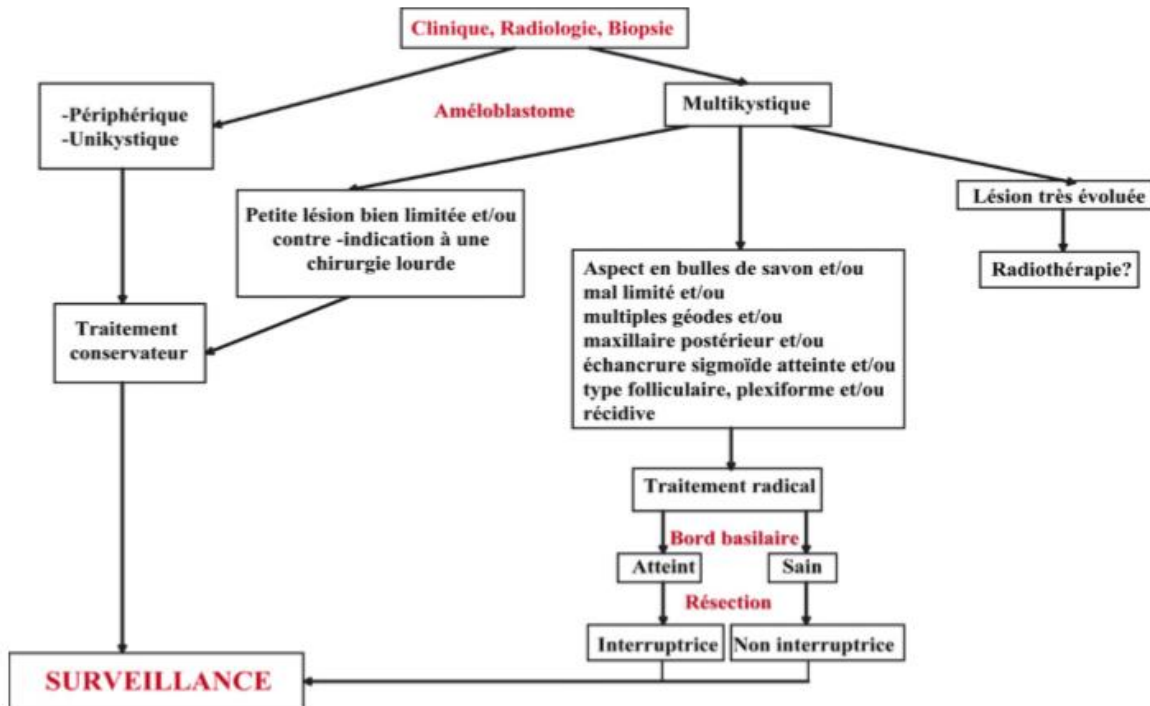 Clinique, Radiologie, Biopsie
-Périphérique
-Unikystique
Améloblastome
Multikystique
Petite lésion bien limitée et/ou
contre -indication à une
chirurgie lourde
Lésion très évoluée
Radiothérapie?
Aspect en bulles de savon et/ou
mal limité et/ou
multiples géodes et/ou
maxillaire postérieur et/ou
échancrure sigmoïde atteinte et/ou
type folliculaire, plexiforme et/ou
récidive
Traitement
conservateur
Traitement radical
Bord basilaire
Atteint
Sain
Résection
Interruptrice
Non interruptrice
SURVEILLANCE